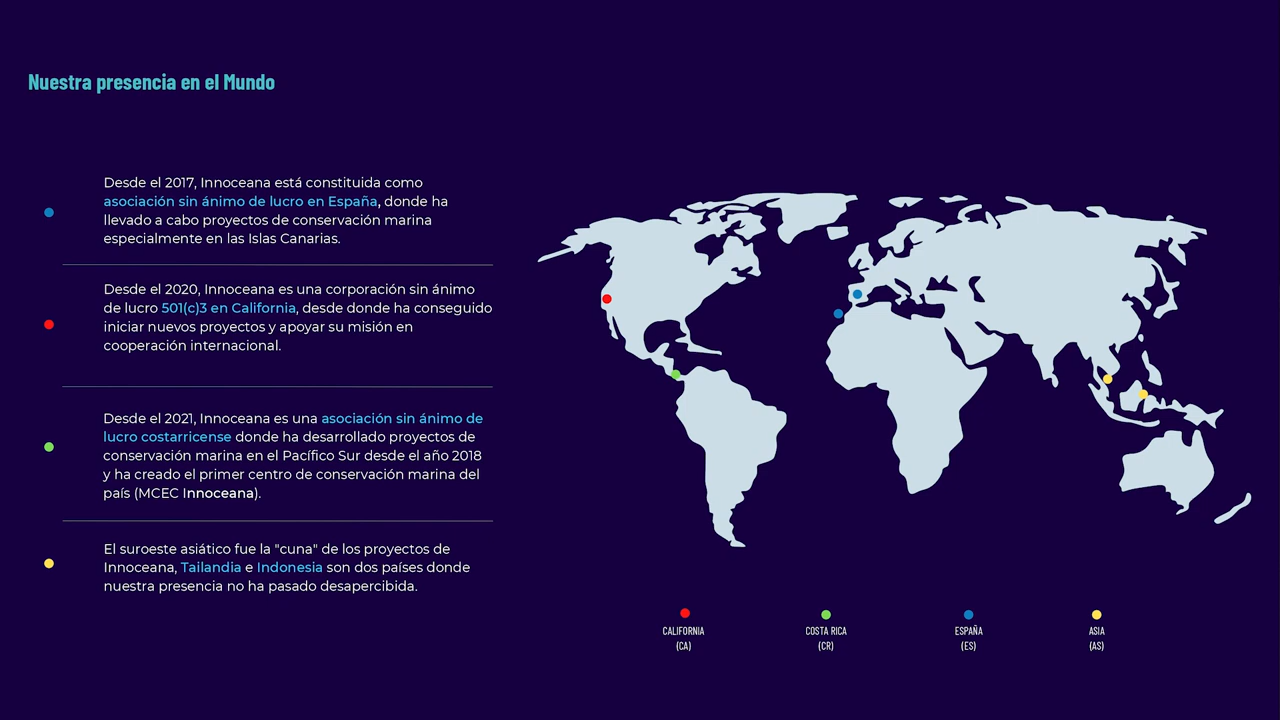 Nuestra presencia en el Mundo
Desde el 2017, Innoceana está constituida como
asociación sin ánimo de lucro en España, donde ha
llevado a cabo proyectos de conservación marina
especialmente en las Islas Canarias.
Desde el 2020, Innoceana es una corporación sin ánimo
de lucro 501(c)3 en California, desde donde ha conseguido
iniciar nuevos proyectos y apoyar su misión en
cooperación internacional.
Desde el 2021, Innoceana es una asociación sin ánimo de
lucro costarricense donde ha desarrollado proyectos de
conservación marina en el Pacífico Sur desde el año 2018
y ha creado el primer centro de conservación marina del
país (MCEC Innoceana).
El suroeste asiático fue la "cuna" de los proyectos de
Innoceana, Tailandia e Indonesia son dos países donde
nuestra presencia no ha pasado desapercibida.
CALIFORNIA
(CA)
COSTA RICA
(CR)
ESPAÑA
(ES)
ASIA
(AS)